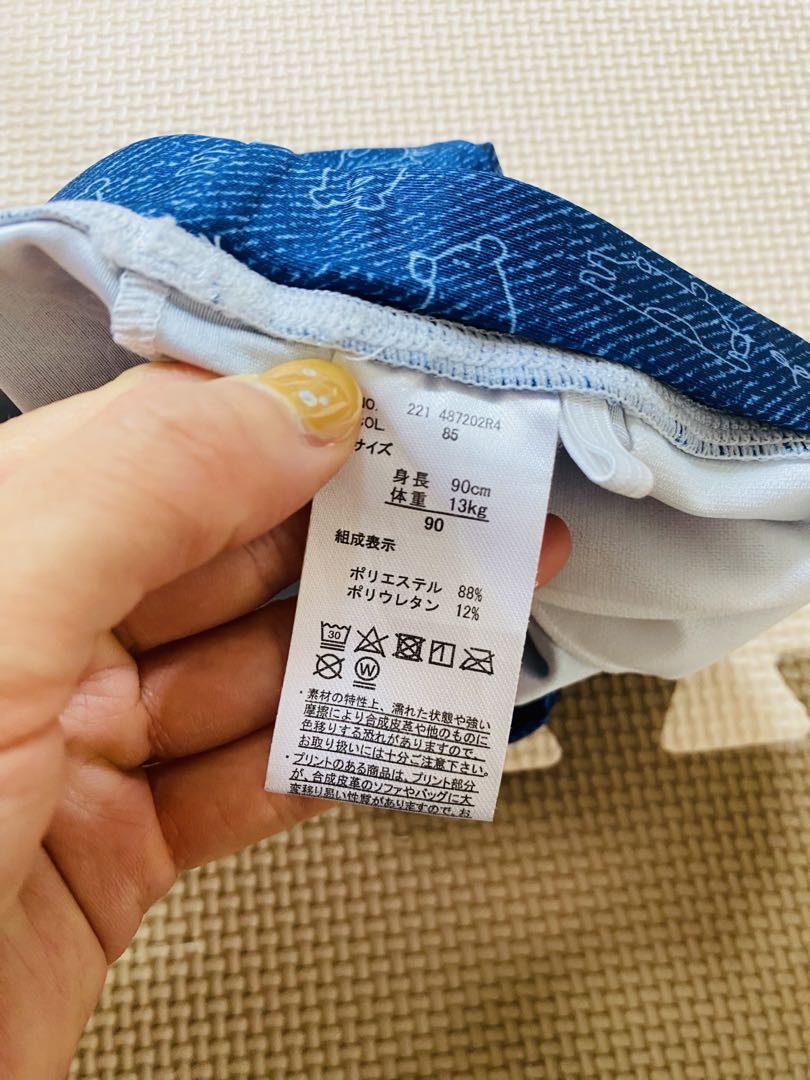 NO. 221 487202R4
COL. 85
サイズ
身長 90cm
体重 13kg
90
組成表示
ポリエステル 88%
ポリウレタン 12%
30
W
・素材の特性上、濡れた状態や強い
摩擦により合成皮革や他のものに
色移りする恐れがありますので、
お取り扱いには十分ご注意下さい。
・プリントのある商品は、プリント部分
が、合成皮革のソファやバッグに大
変移り易い性質がありますので、お